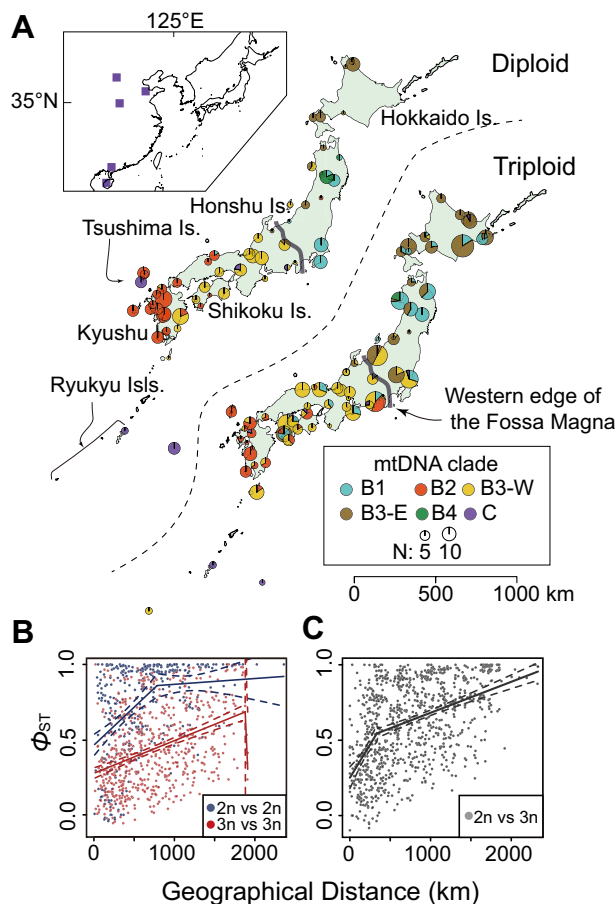 A
125°E
35°N
Diploid
Hokkaido Is.
Triploid
Honshu Is.
Tsushima Is.
Shikoku Is.
Kyushu
Ryukyu Isls.
Western edge of
the Fossa Magna
mtDNA clade
B1 B2 B3-W
B3-E B4 C
N: 5 10
0 500 1000 km
B
C
ϕST
1.0
0.5
0.0
0 1000 2000
2n vs 2n
3n vs 3n
1.0
0.5
0.0
0 1000 2000
2n vs 3n
Geographical Distance (km)